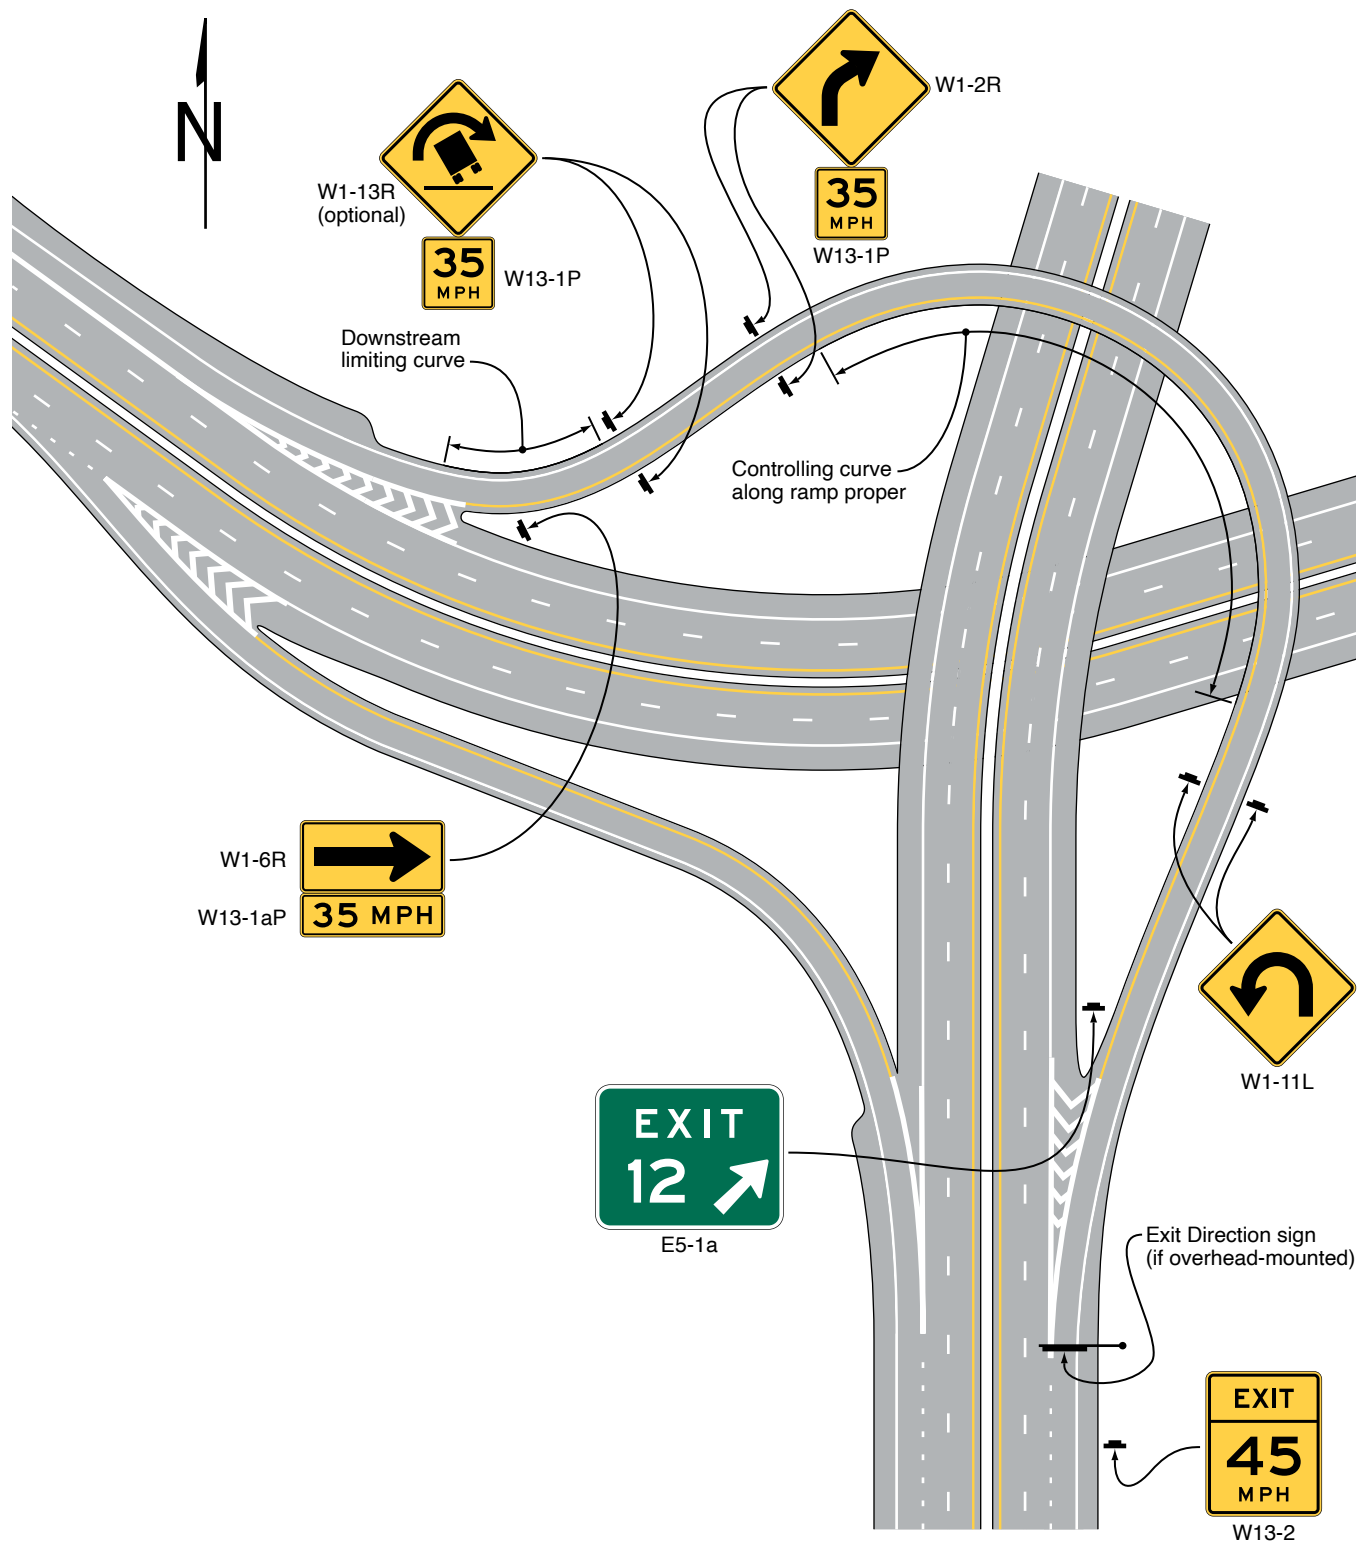 N
W1-2R
35
MPH
W13-1P
W1-13R
(optional)
35
MPH
W13-1P
Downstream
limiting curve
Controlling curve
along ramp proper
W1-6R
W13-1aP
35 MPH
W1-11L
EXIT
12
E5-1a
Exit Direction sign
(if overhead-mounted)
EXIT
45
MPH
W13-2